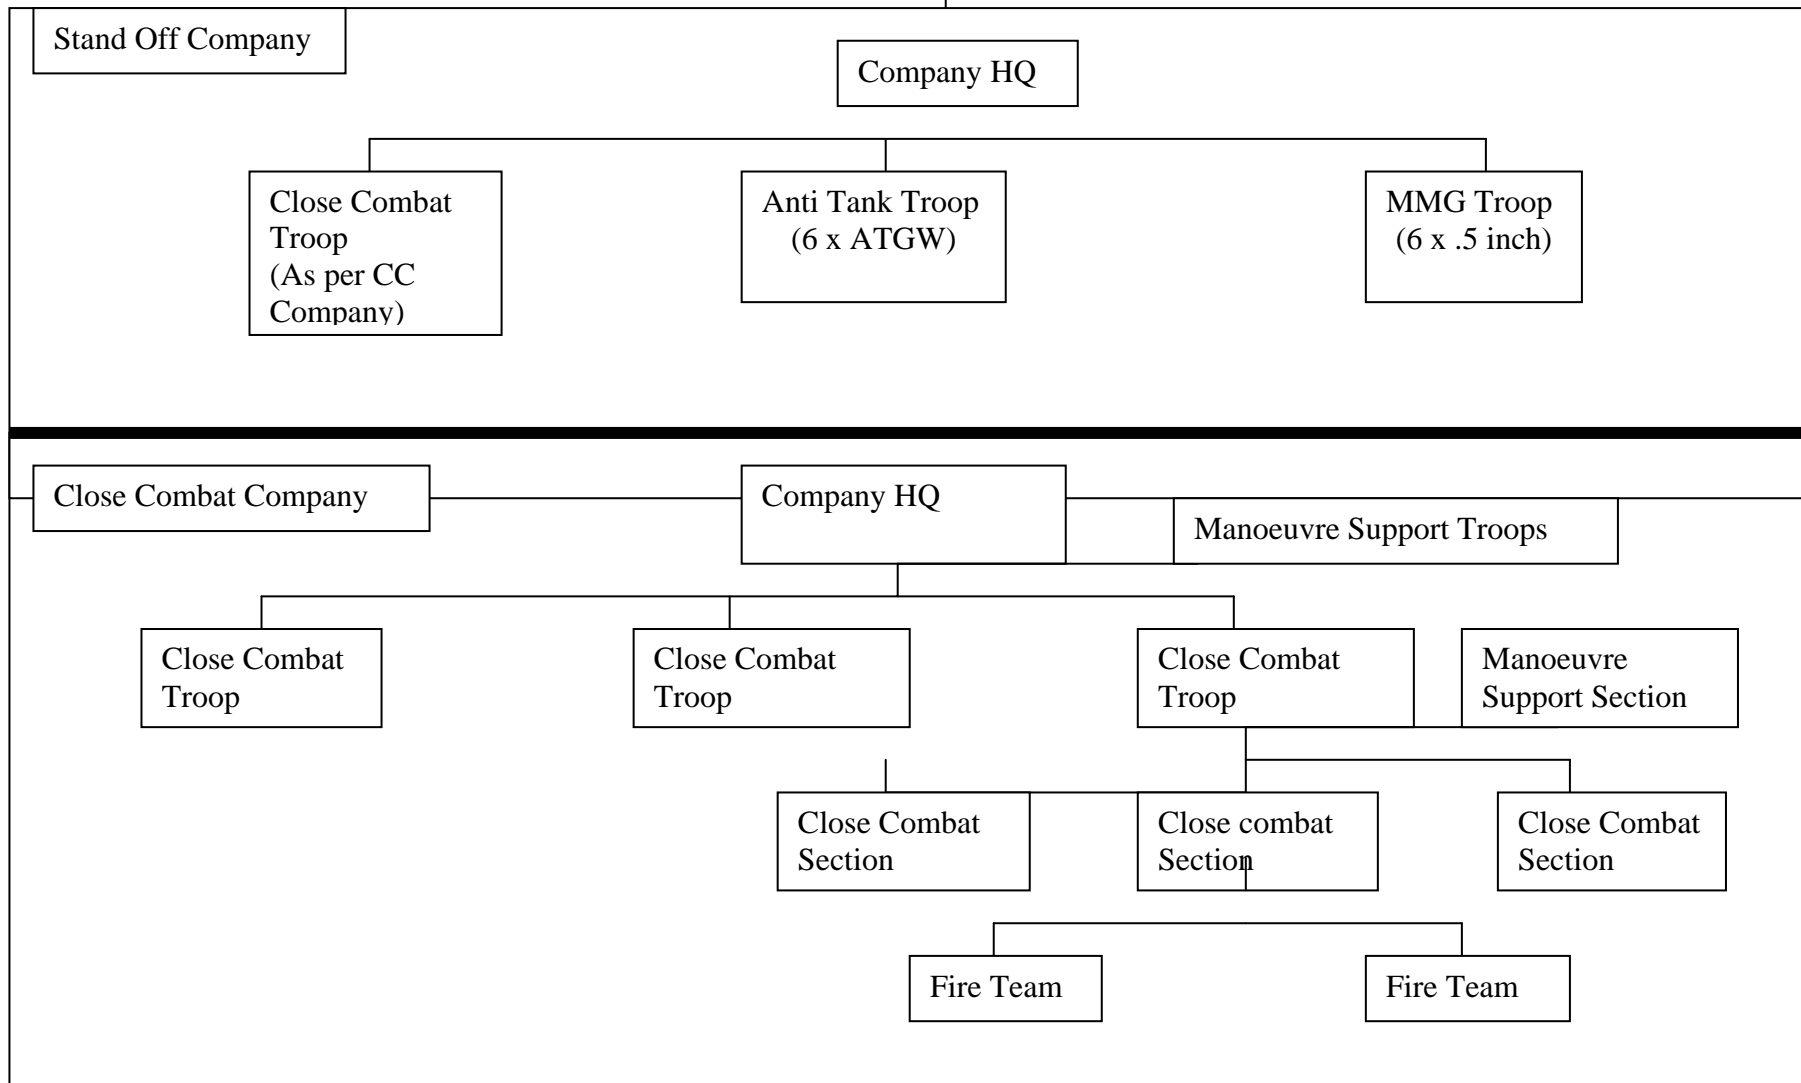 Stand Off Company
Company HQ
Close Combat
Troop
(As per CC
Company)
Anti Tank Troop
(6 x ATGW)
MMG Troop
(6 x .5 inch)
Close Combat Company
Company HQ
Manoeuvre Support Troops
Close Combat
Troop
Close Combat
Troop
Close Combat
Troop
Manoeuvre
Support Section
Close Combat
Section
Close combat
Section
Close Combat
Section
Fire Team
Fire Team